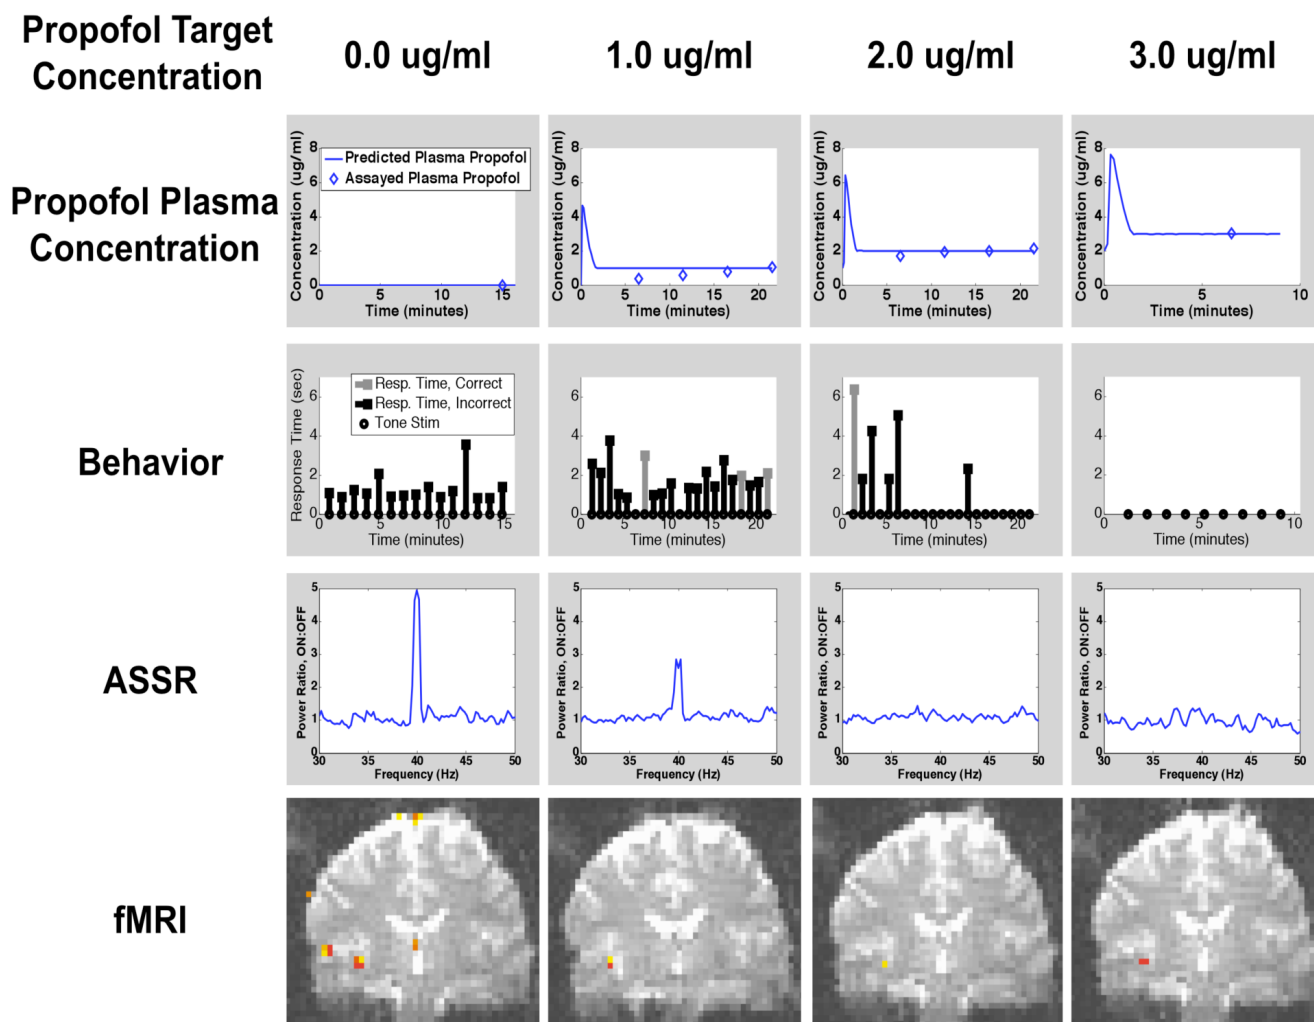 Propofol Target
Concentration
0.0 ug/ml
1.0 ug/ml
2.0 ug/ml
3.0 ug/ml
Propofol Plasma
Concentration
Concentration (ug/ml)
8
6
4
2
0
Predicted Plasma Propofol
Assayed Plasma Propofol
0 5 10 15
Time (minutes)
Concentration (ug/ml)
8
6
4
2
0
0 5 10 15 20
Time (minutes)
Concentration (ug/ml)
8
6
4
2
0
0 5 10 15 20
Time (minutes)
Concentration (ug/ml)
8
6
4
2
0
0 5 10
Time (minutes)
Behavior
Response Time (sec)
6
4
2
0
Resp. Time, Correct
Resp. Time, Incorrect
Tone Stim
0 5 10 15
Time (minutes)
6
4
2
0
0 5 10 15 20
Time (minutes)
6
4
2
0
0 5 10 15 20
Time (minutes)
6
4
2
0
0 5 10
Time (minutes)
ASSR
Power Ratio, ON:OFF
5
4
3
2
1
0
30 35 40 45 50
Frequency (Hz)
Power Ratio, ON:OFF
5
4
3
2
1
0
30 35 40 45 50
Frequency (Hz)
Power Ratio, ON:OFF
5
4
3
2
1
0
30 35 40 45 50
Frequency (Hz)
Power Ratio, ON:OFF
5
4
3
2
1
0
30 35 40 45 50
Frequency (Hz)
fMRI